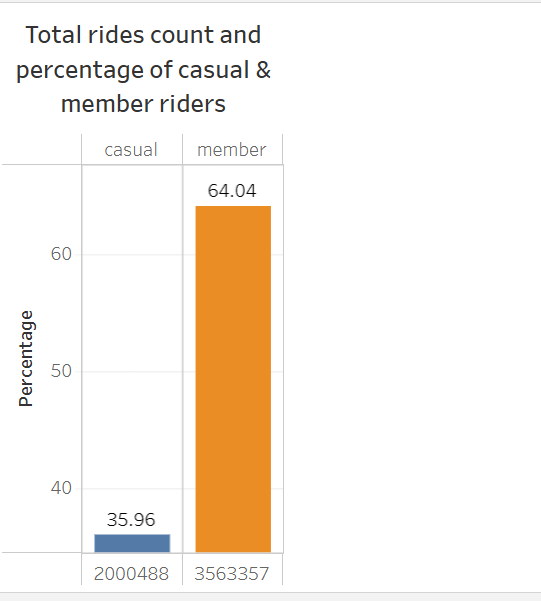 Total rides count and
percentage of casual &
member riders
casual member
64.04
60
Percentage
50
40
35.96
2000488 3563357